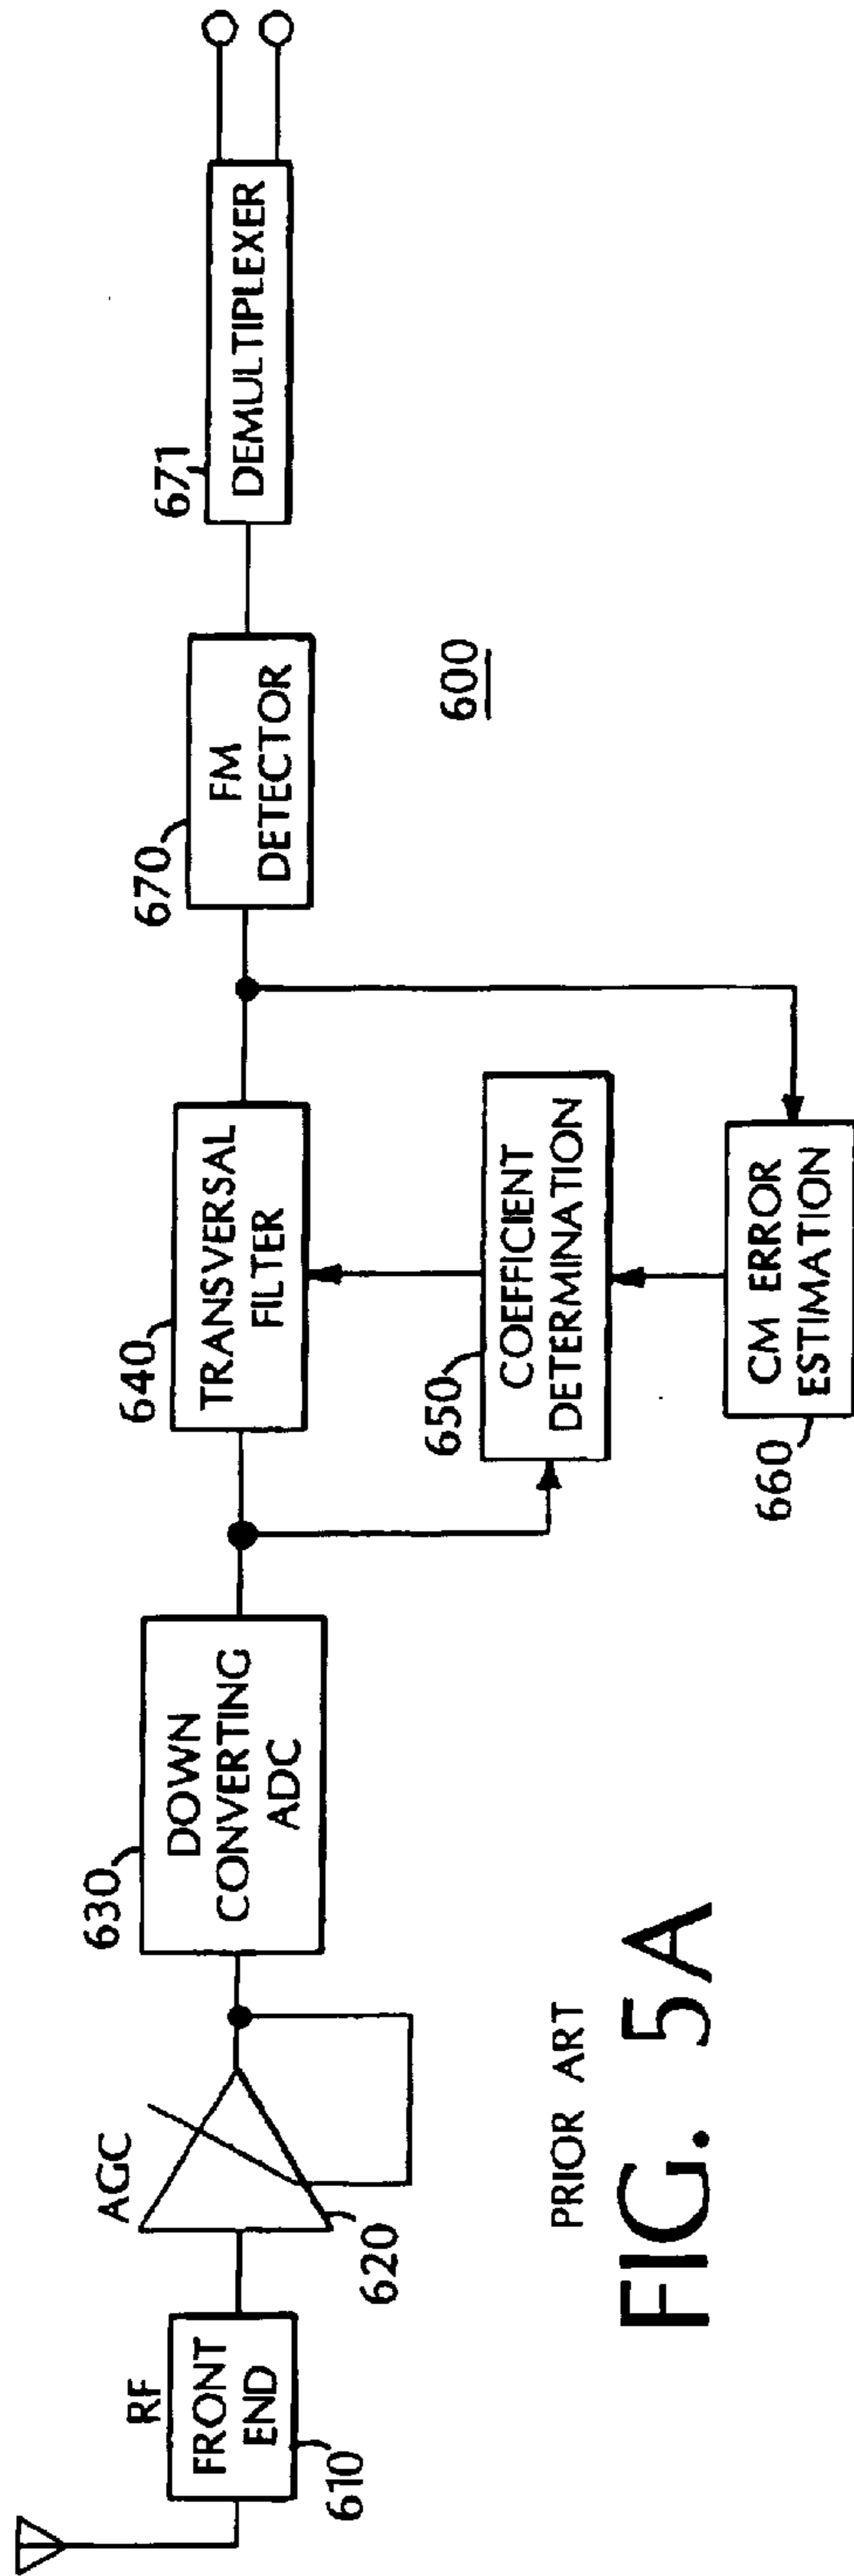 RF
FRONT
END
610
AGC
620
DOWN
CONVERTING
ADC
630
TRANSVERSAL
FILTER
640
COEFFICIENT
DETERMINATION
650
CM ERROR
ESTIMATION
660
FM
DETECTOR
670
DEMULTIPLEXER
671
600
PRIOR ART
FIG. 5A